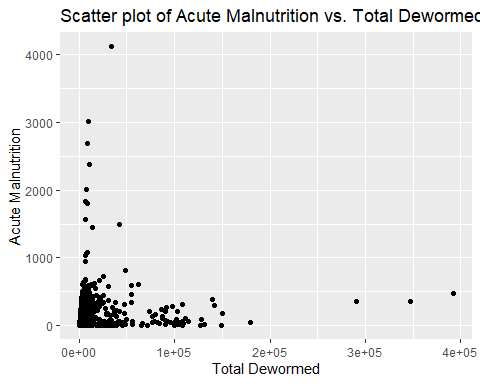 Scatter plot of Acute Malnutrition vs. Total Dewormed
4000
3000
2000
1000
0
Acute Malnutrition
0e+00 1e+05 2e+05 3e+05 4e+05
Total Dewormed